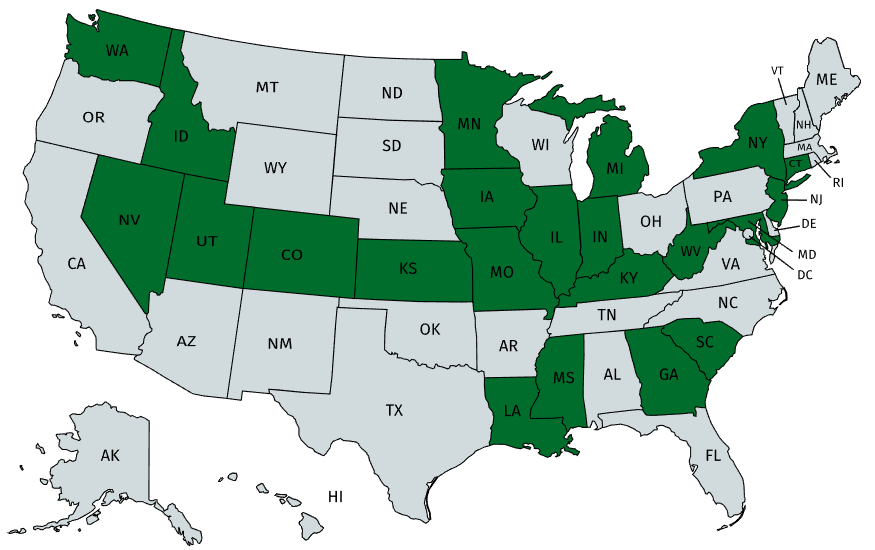 WA
MT
ND
MN
VT
ME
OR
ID
SD
WI
NH
NY
MA
WY
MI
CT
RI
IA
NE
PA
NJ
NV
UT
CO
OH
IL
IN
DE
WV
MD
CA
KS
MO
KY
VA
DC
NC
TN
OK
AZ
NM
AR
SC
MS
AL
GA
TX
LA
AK
FL
HI